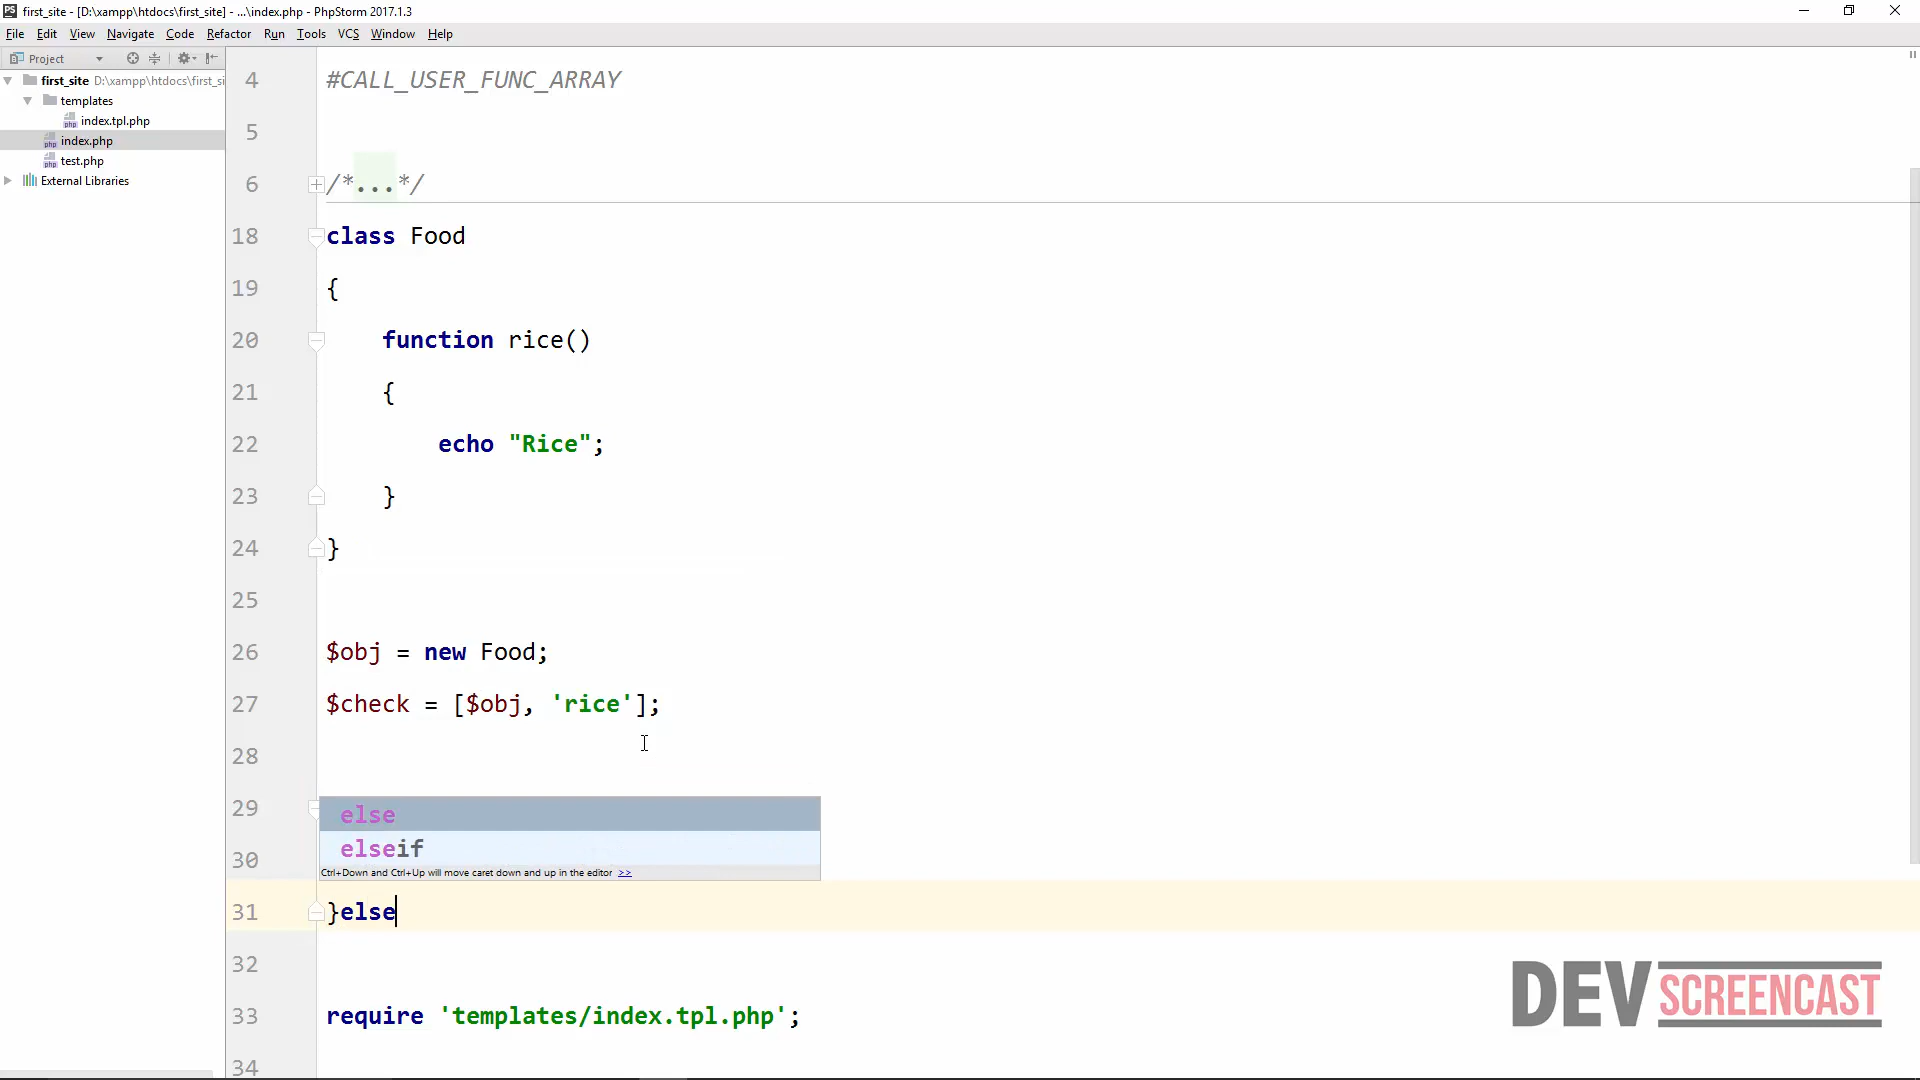 PS first_site - [D:\xampp\htdocs\first_site] - ...\index.php - PhpStorm 2017.1.3
File Edit View Navigate Code Refactor Run Tools VCS Window Help
Project
first_site D:\xampp\htdocs\first_si
templates
php index.tpl.php
php index.php
php test.php
External Libraries
4 #CALL_USER_FUNC_ARRAY
5
6 /*...*/
18 class Food
19 {
20 function rice()
21 {
22 echo "Rice";
23 }
24 }
25
26 $obj = new Food;
27 $check = [$obj, 'rice'];
28
29
30
else
elseif
Ctrl+Down and Ctrl+Up will move caret down and up in the editor >>
31 }else
32
33 require 'templates/index.tpl.php';
34
DEV SCREENCAST